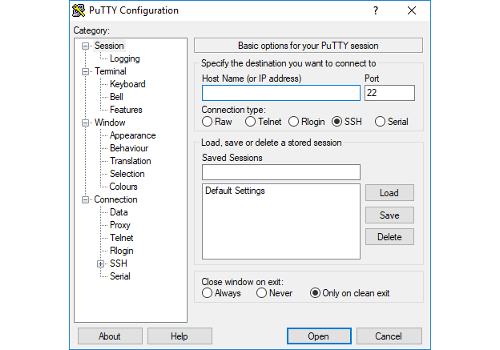 PuTTY Configuration
? ×
Category:
Session
Logging
Terminal
Keyboard
Bell
Features
Window
Appearance
Behaviour
Translation
Selection
Colours
Connection
Data
Proxy
Telnet
Rlogin
SSH
Serial
Basic options for your PuTTY session
Specify the destination you want to connect to
Host Name (or IP address) Port
22
Connection type:
Raw Telnet Rlogin SSH Serial
Load, save or delete a stored session
Saved Sessions
Default Settings
Load
Save
Delete
Close window on exit:
Always Never Only on clean exit
About Help Open Cancel